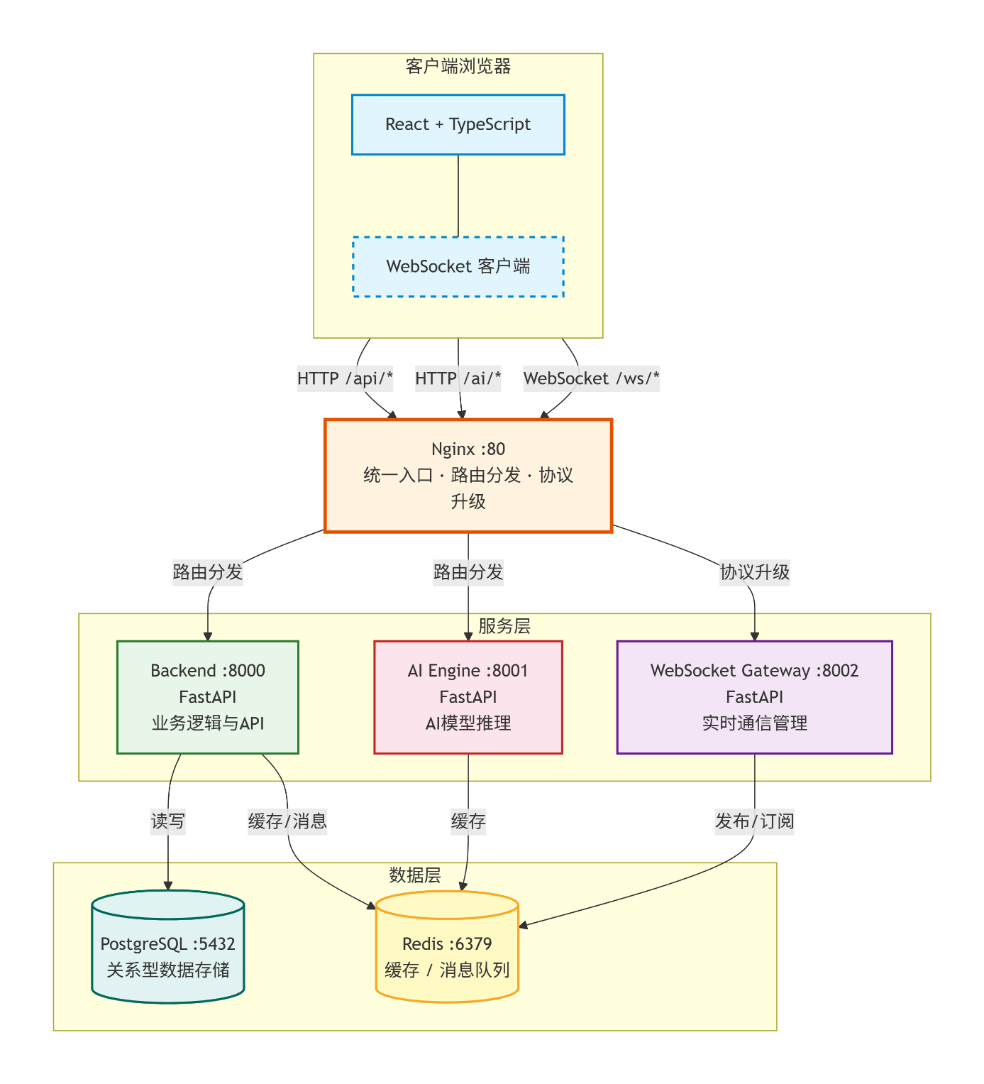 客户端浏览器
React + TypeScript
WebSocket 客户端
HTTP /api/*
HTTP /ai/*
WebSocket /ws/*
Nginx :80
统一入口 · 路由分发 · 协议
升级
路由分发
路由分发
协议升级
服务层
Backend :8000
FastAPI
业务逻辑与API
AI Engine :8001
FastAPI
AI模型推理
WebSocket Gateway :8002
FastAPI
实时通信管理
读写
缓存/消息
缓存
发布/订阅
数据层
PostgreSQL :5432
关系型数据存储
Redis :6379
缓存 / 消息队列